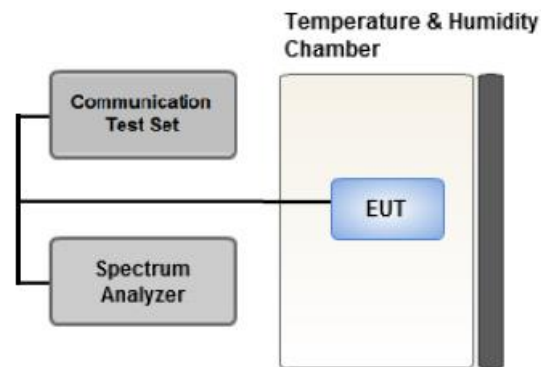 Temperature & Humidity
Chamber
Communication
Test Set
EUT
Spectrum
Analyzer